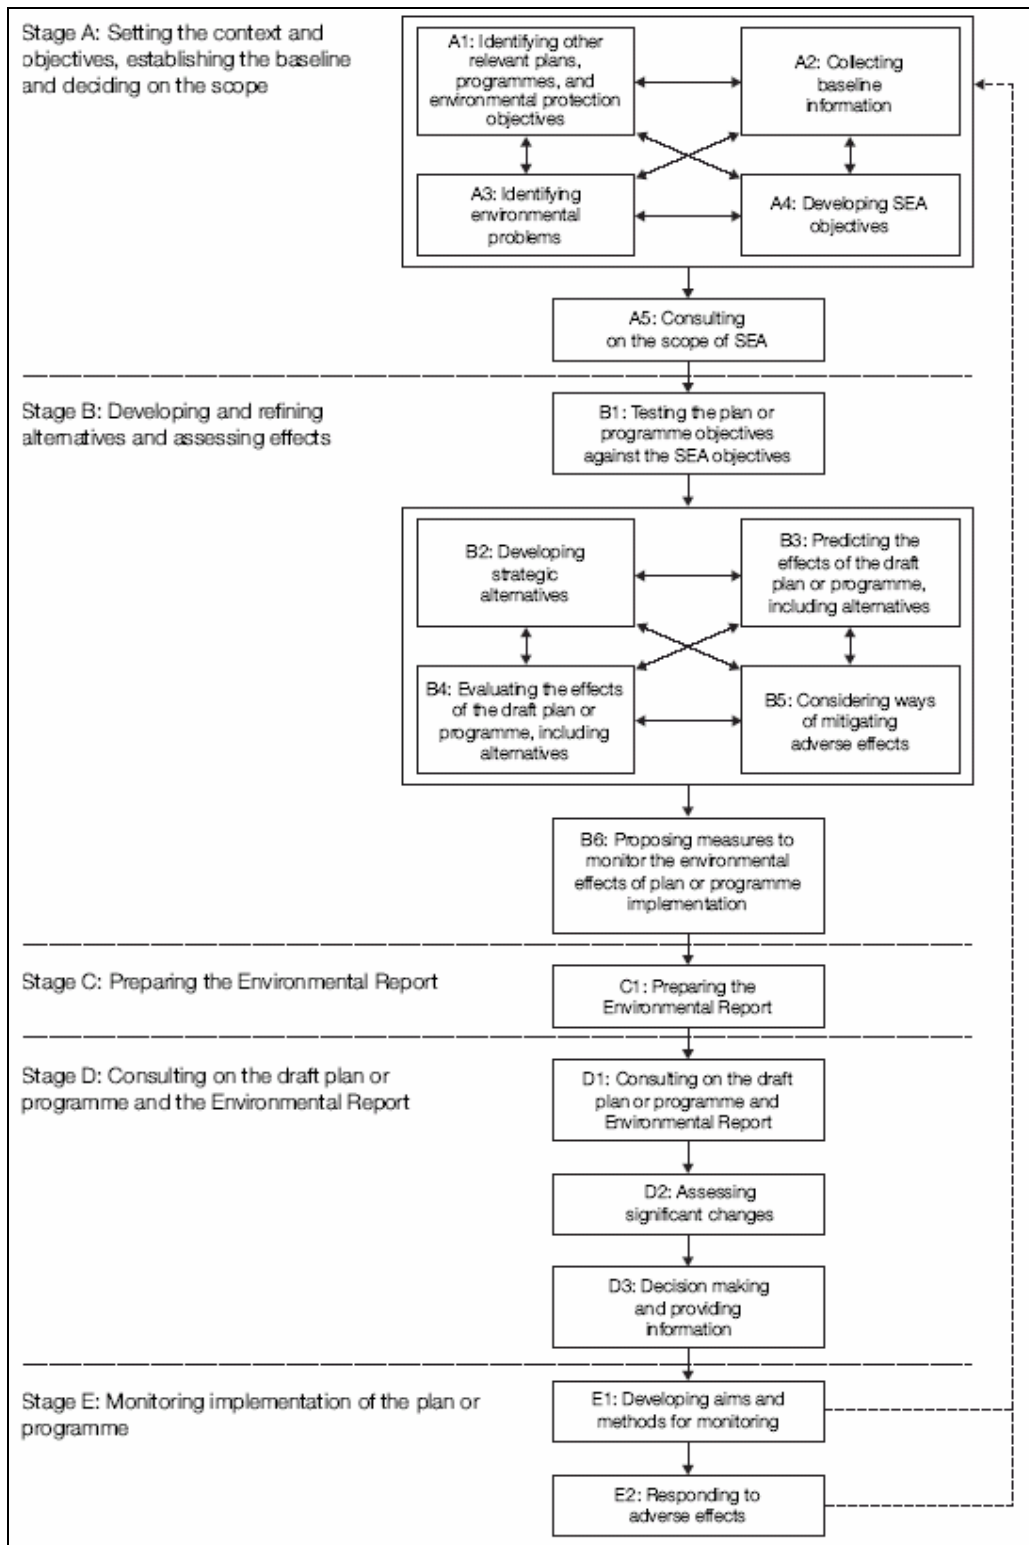 Stage A: Setting the context and
objectives, establishing the baseline
and deciding on the scope
A1: Identifying other
relevant plans,
programmes, and
environmental protection
objectives
A2: Collecting
baseline
information
A3: Identifying
environmental
problems
A4: Developing SEA
objectives
A5: Consulting
on the scope of SEA
Stage B: Developing and refining
alternatives and assessing effects
B1: Testing the plan or
programme objectives
against the SEA objectives
B2: Developing
strategic
alternatives
B3: Predicting the
effects of the draft
plan or programme,
including alternatives
B4: Evaluating the effects
of the draft plan or
programme, including
alternatives
B5: Considering ways
of mitigating
adverse effects
B6: Proposing measures to
monitor the environmental
effects of plan or programme
implementation
Stage C: Preparing the Environmental Report
C1: Preparing the
Environmental Report
Stage D: Consulting on the draft plan or
programme and the Environmental Report
D1: Consulting on the draft
plan or programme and
Environmental Report
D2: Assessing
significant changes
D3: Decision making
and providing
information
Stage E: Monitoring implementation of the plan or
programme
E1: Developing aims and
methods for monitoring
E2: Responding to
adverse effects